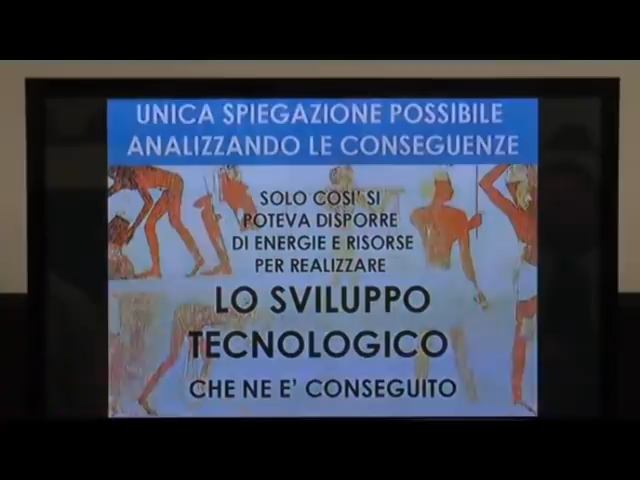 UNICA SPIEGAZIONE POSSIBILE
ANALIZZANDO LE CONSEGUENZE
SOLO COSI' SI
POTEVA DISPORRE
DI ENERGIE E RISORSE
PER REALIZZARE
LO SVILUPPO
TECNOLOGICO
CHE NE E' CONSEGUITO